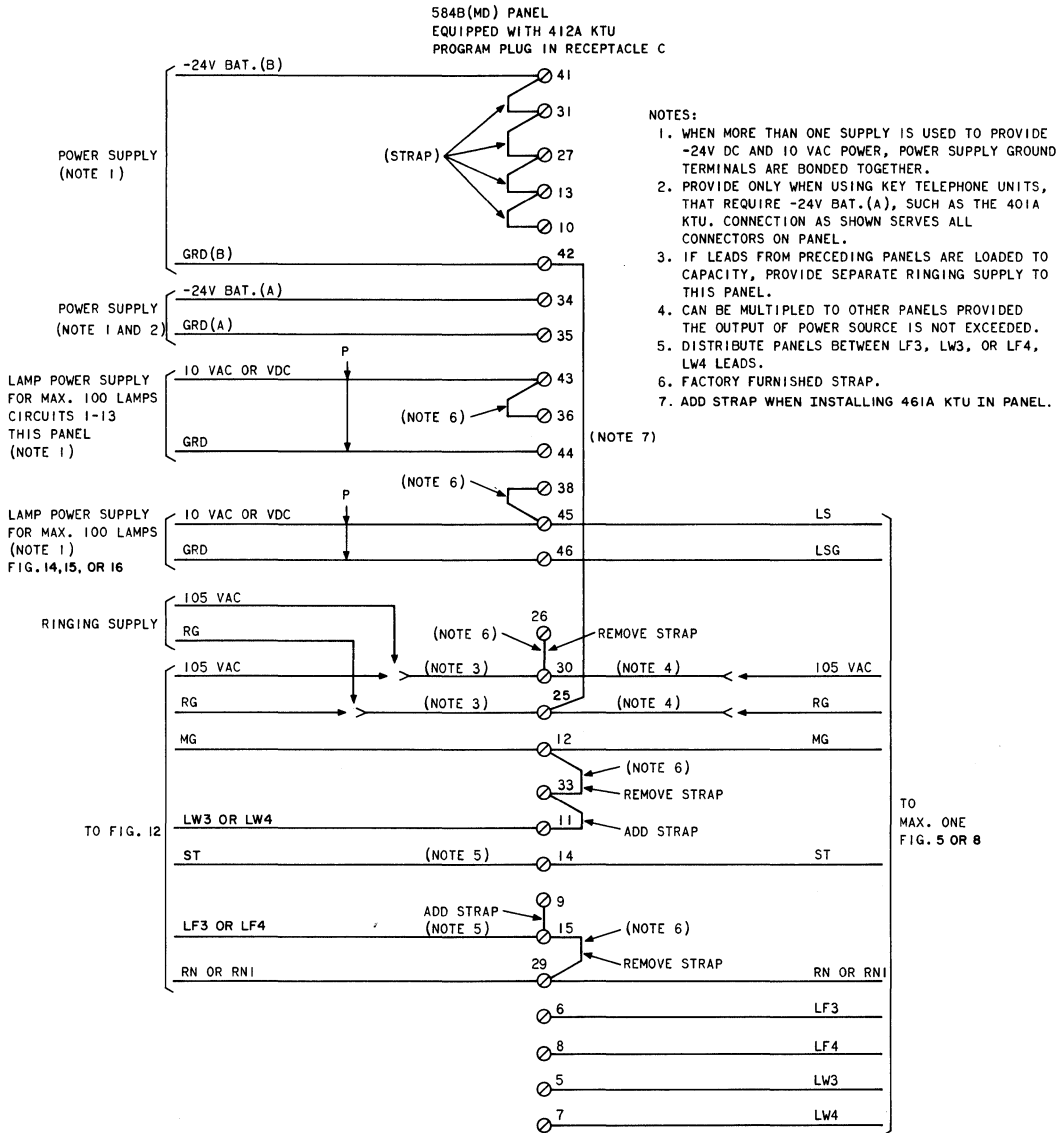 584B(MD) PANEL
EQUIPPED WITH 412A KTU
PROGRAM PLUG IN RECEPTACLE C
-24V BAT.(B)
41
31
27
13
10
(STRAP)
POWER SUPPLY
(NOTE 1)
GRD(B)
42
-24V BAT.(A)
34
POWER SUPPLY
(NOTE 1 AND 2)
GRD(A)
35
P
LAMP POWER SUPPLY
FOR MAX. 100 LAMPS
CIRCUITS 1-13
THIS PANEL
(NOTE 1)
10 VAC OR VDC
43
(NOTE 6)
36
GRD
44
(NOTE 7)
(NOTE 6)
38
P
LAMP POWER SUPPLY
FOR MAX. 100 LAMPS
(NOTE 1)
FIG. 14, 15, OR 16
10 VAC OR VDC
45
LS
GRD
46
LSG
RINGING SUPPLY
105 VAC
RG
26
(NOTE 6)
REMOVE STRAP
105 VAC
(NOTE 3)
30
(NOTE 4)
105 VAC
RG
(NOTE 3)
25
(NOTE 4)
RG
MG
12
MG
(NOTE 6)
33
REMOVE STRAP
TO FIG. 12
LW3 OR LW4
11
ADD STRAP
TO
MAX. ONE
FIG. 5 OR 8
ST
(NOTE 5)
14
ST
9
ADD STRAP
LF3 OR LF4
(NOTE 5)
15
(NOTE 6)
REMOVE STRAP
RN OR RN1
29
RN OR RN1
6
LF3
8
LF4
5
LW3
7
LW4
NOTES:
1. WHEN MORE THAN ONE SUPPLY IS USED TO PROVIDE
-24V DC AND 10 VAC POWER, POWER SUPPLY GROUND
TERMINALS ARE BONDED TOGETHER.
2. PROVIDE ONLY WHEN USING KEY TELEPHONE UNITS,
THAT REQUIRE -24V BAT.(A), SUCH AS THE 401A
KTU. CONNECTION AS SHOWN SERVES ALL
CONNECTORS ON PANEL.
3. IF LEADS FROM PRECEDING PANELS ARE LOADED TO
CAPACITY, PROVIDE SEPARATE RINGING SUPPLY TO
THIS PANEL.
4. CAN BE MULTIPLED TO OTHER PANELS PROVIDED
THE OUTPUT OF POWER SOURCE IS NOT EXCEEDED.
5. DISTRIBUTE PANELS BETWEEN LF3, LW3, OR LF4,
LW4 LEADS.
6. FACTORY FURNISHED STRAP.
7. ADD STRAP WHEN INSTALLING 461A KTU IN PANEL.